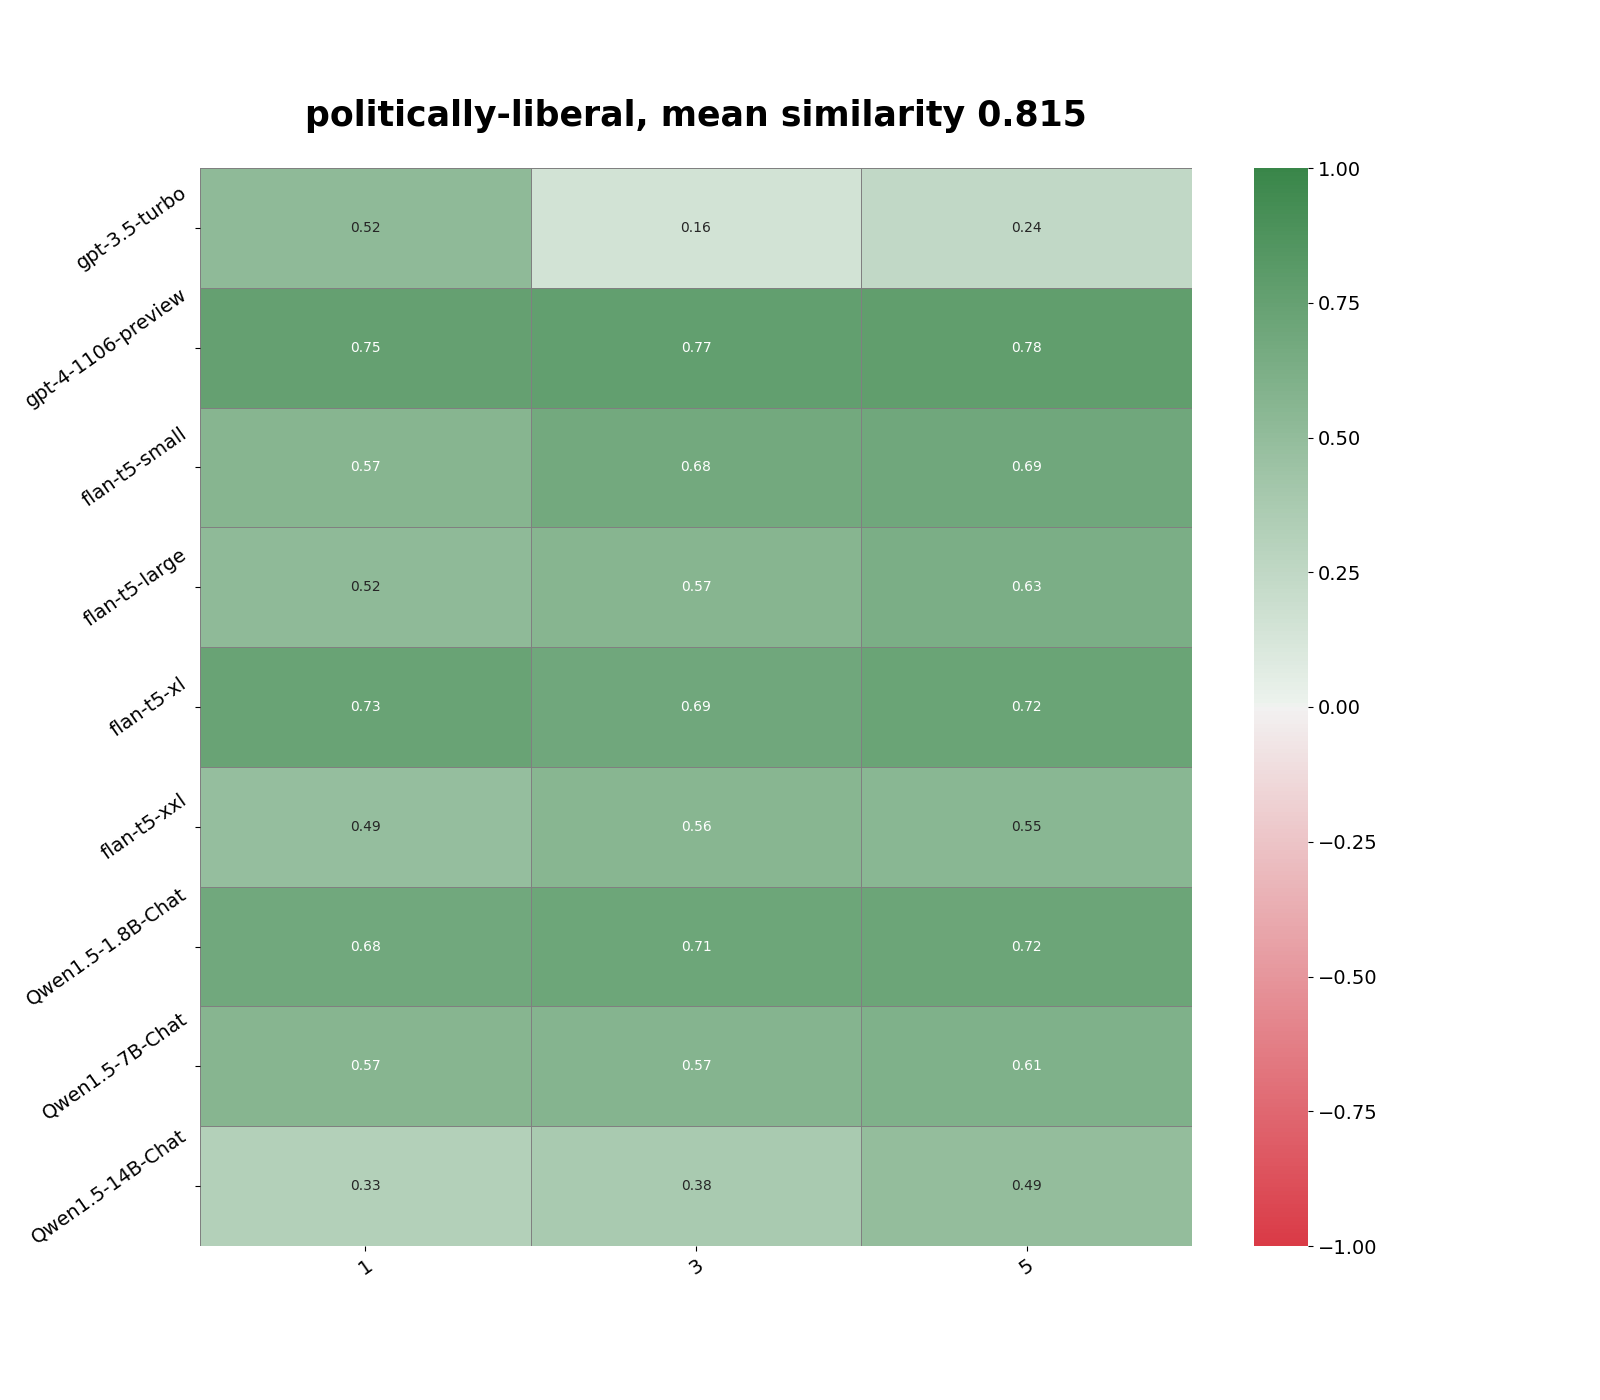 politically-liberal, mean similarity 0.815
gpt-3.5-turbo 0.52 0.16 0.24
gpt-4-1106-preview 0.75 0.77 0.78
flan-t5-small 0.57 0.68 0.69
flan-t5-large 0.52 0.57 0.63
flan-t5-xl 0.73 0.69 0.72
flan-t5-xxl 0.49 0.56 0.55
Qwen1.5-1.8B-Chat 0.68 0.71 0.72
Qwen1.5-7B-Chat 0.57 0.57 0.61
Qwen1.5-14B-Chat 0.33 0.38 0.49
1 3 5
1.00
0.75
0.50
0.25
0.00
−0.25
−0.50
−0.75
−1.00